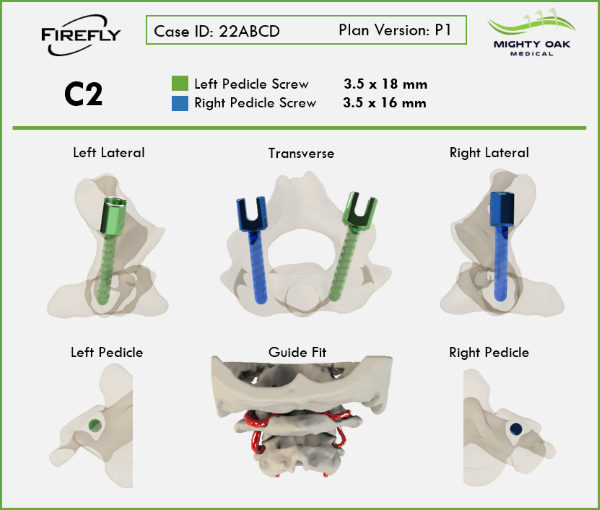 FIREFLY
Case ID: 22ABCD
Plan Version: P1
MIGHTY OAK
MEDICAL
C2
Left Pedicle Screw 3.5 x 18 mm
Right Pedicle Screw 3.5 x 16 mm
Left Lateral
Transverse
Right Lateral
Left Pedicle
Guide Fit
Right Pedicle